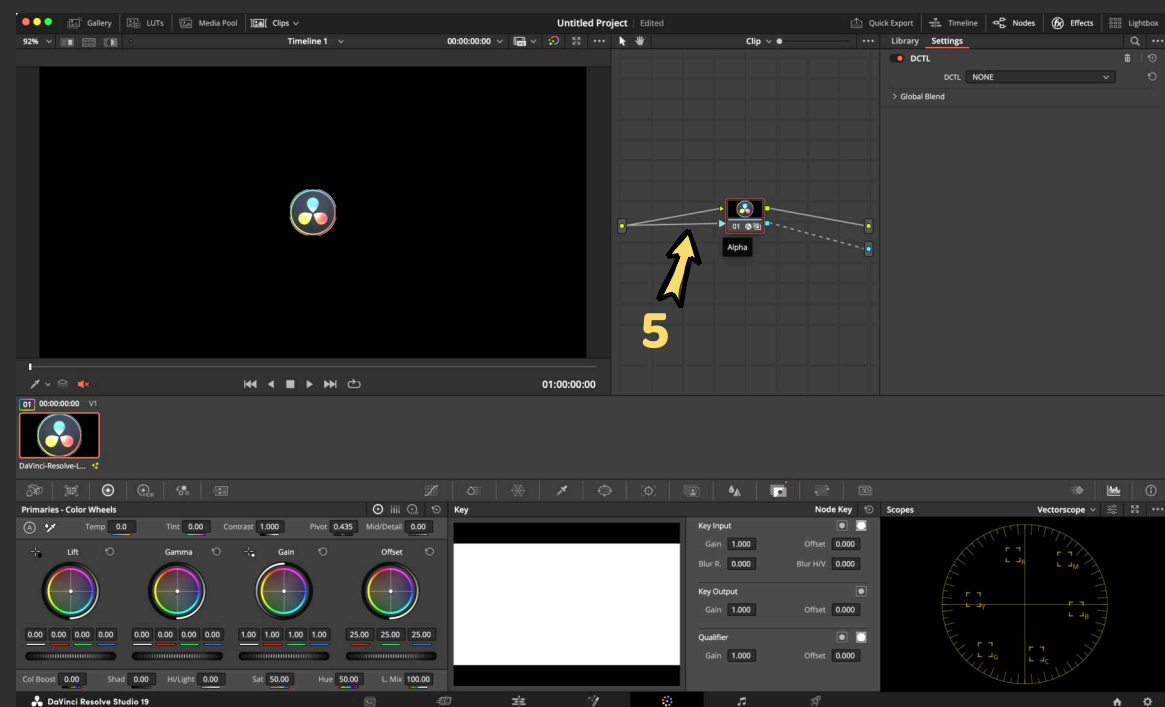 Gallery LUTs Media Pool Clips Untitled Project Edited Quick Export Timeline Nodes Effects Lightbox
92% Timeline 1 00:00:00:00 Clip Library Settings
DCTL
DCTL NONE
> Global Blend
01
Alpha
5
01:00:00:00
01 00:00:00:00 V1
DaVinci-Resolve-L...
Primaries - Color Wheels Key Node Key Scopes Vectorscope
A Temp 0.0 Tint 0.00 Contrast 1.000 Pivot 0.435 Mid/Detail 0.00
Lift Gamma Gain Offset
0.00 0.00 0.00 0.00 0.00 0.00 0.00 0.00 1.00 1.00 1.00 1.00 25.00 25.00 25.00
Col Boost 0.00 Shad 0.00 Hi/Light 0.00 Sat 50.00 Hue 50.00 L. Mix 100.00
Key Input
Gain 1.000 Offset 0.000
Blur R. 0.000 Blur H/V 0.000
Key Output
Gain 1.000 Offset 0.000
Qualifier
Gain 1.000 Offset 0.000
R M
Y B
G C
DaVinci Resolve Studio 19